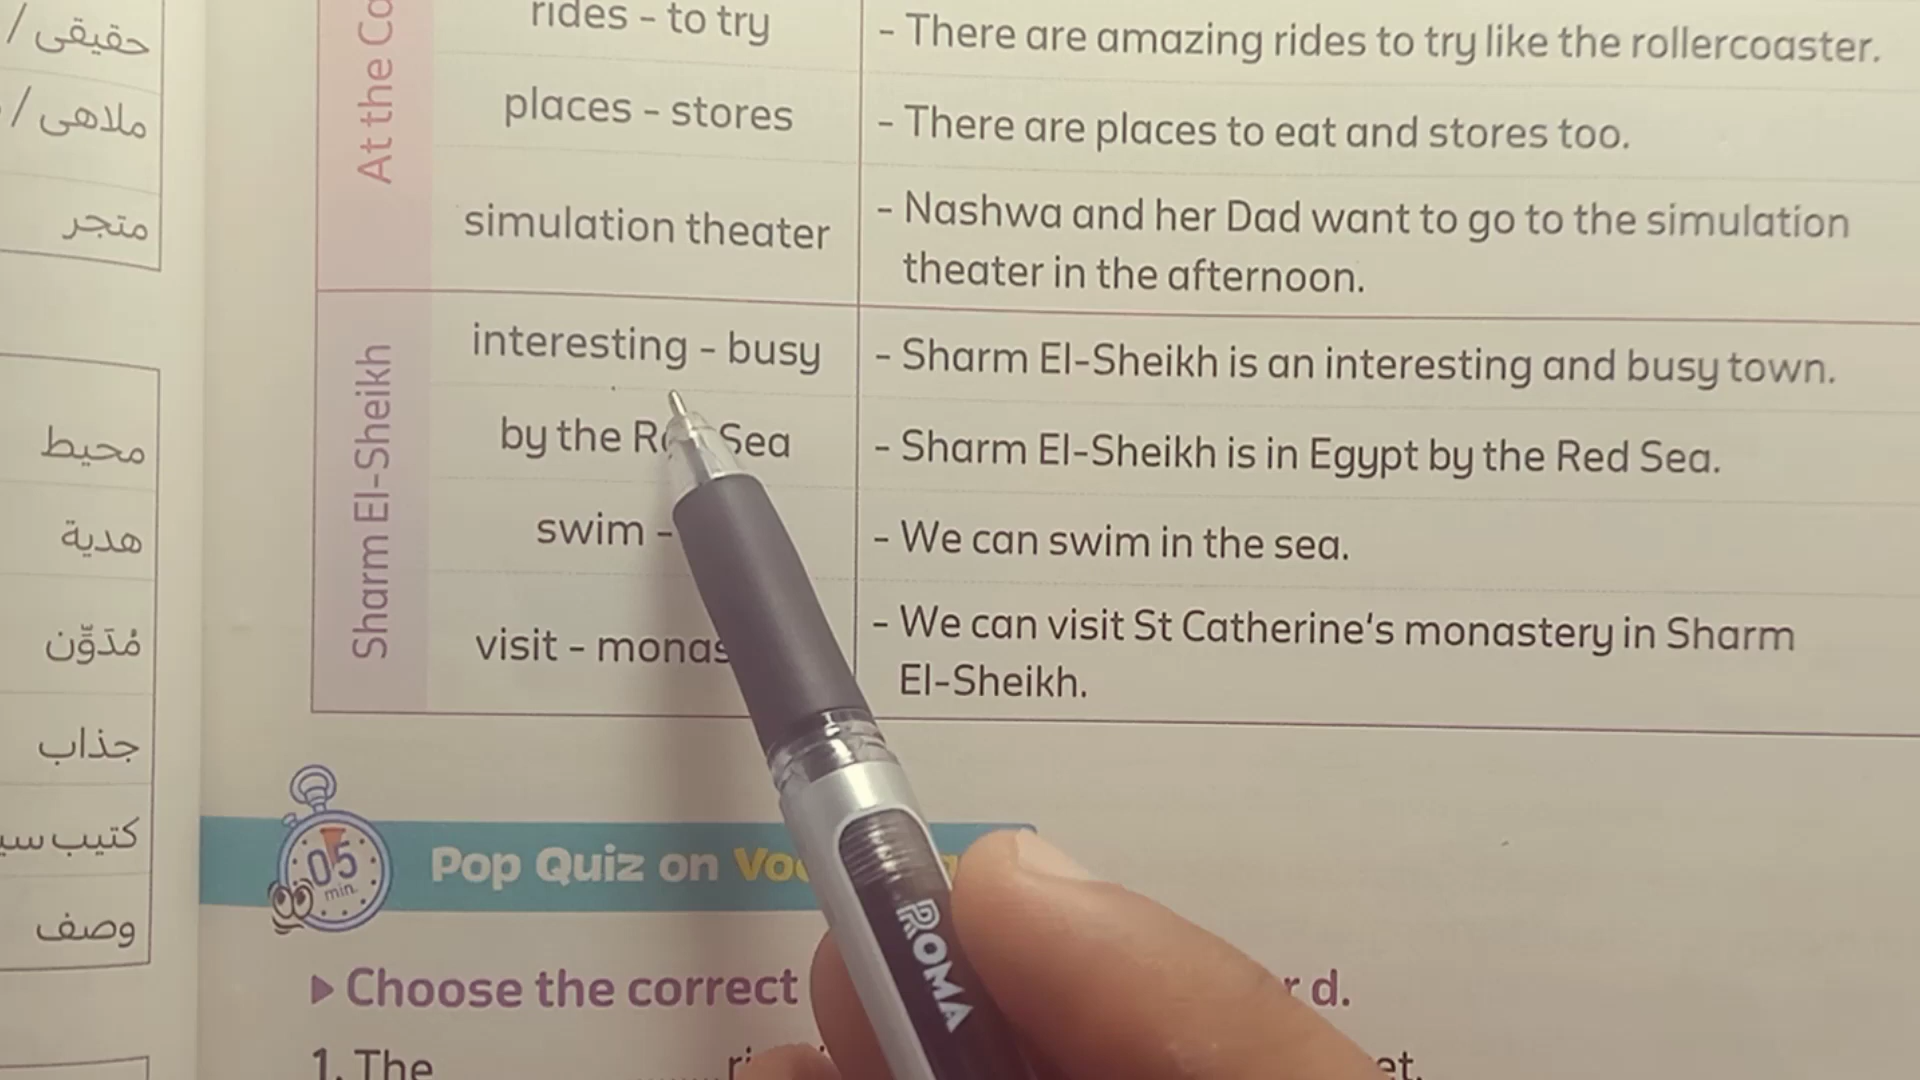 حقيقى /
ملاهى /
متجر
محيط
هدية
مُدَوِّن
جذاب
كتيب
وصف
At the
rides - to try
- There are amazing rides to try like the rollercoaster.
places - stores
- There are places to eat and stores too.
simulation theater
- Nashwa and her Dad want to go to the simulation
theater in the afternoon.
Sharm El-Sheikh
interesting - busy
- Sharm El-Sheikh is an interesting and busy town.
by the Sea
- Sharm El-Sheikh is in Egypt by the Red Sea.
swim -
- We can swim in the sea.
visit -
- We can visit St Catherine's monastery in Sharm
El-Sheikh.
05
min.
Pop Quiz on
Choose the correct d.
1. The
ROMA